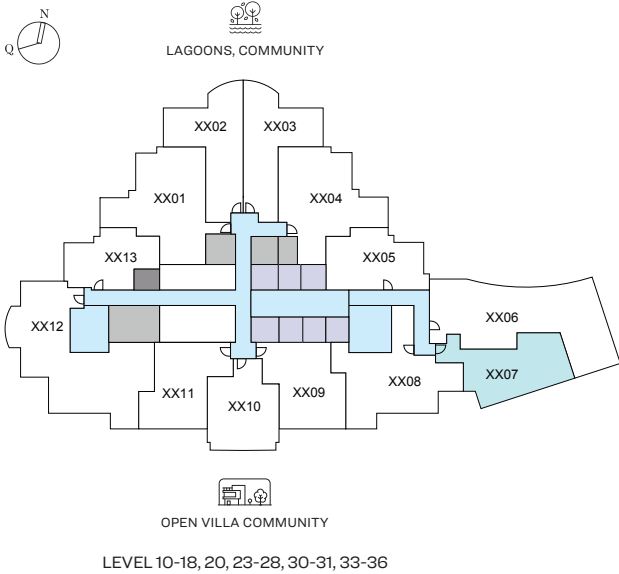 N
Q
LAGOONS, COMMUNITY
XX02
XX03
XX01
XX04
XX13
XX05
XX12
XX06
XX07
XX08
XX11
XX10
XX09
OPEN VILLA COMMUNITY
LEVEL 10-18, 20, 23-28, 30-31, 33-36